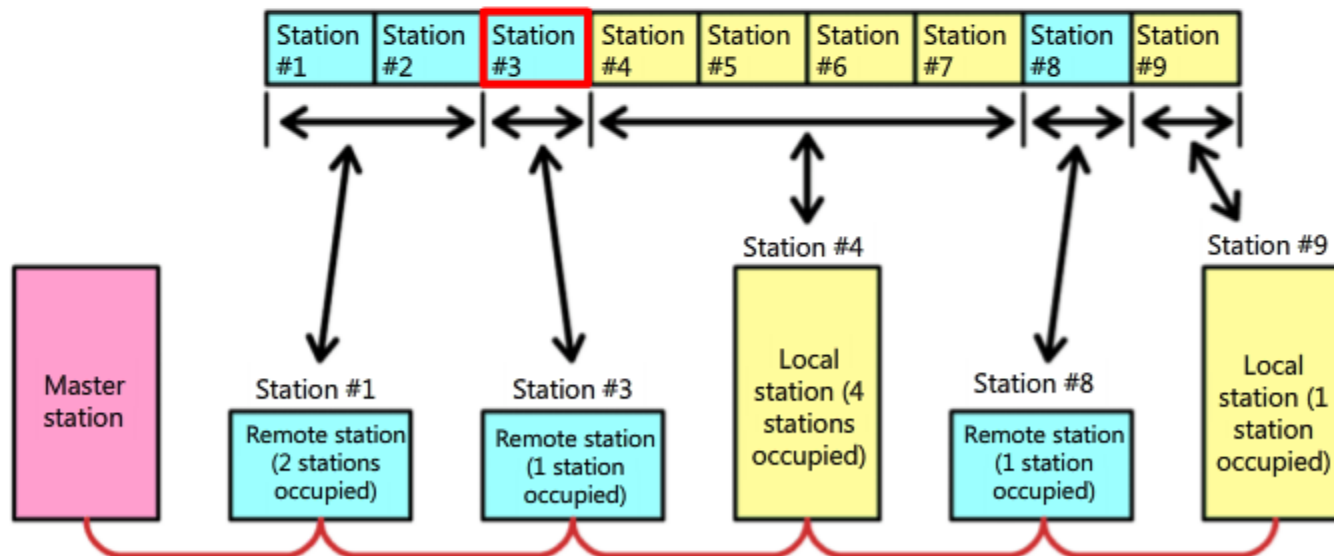 Station
#1
Station
#2
Station
#3
Station
#4
Station
#5
Station
#6
Station
#7
Station
#8
Station
#9
Station #4
Station #9
Master
station
Station #1
Remote station
(2 stations
occupied)
Station #3
Remote station
(1 station
occupied)
Local
station (4
stations
occupied)
Station #8
Remote station
(1 station
occupied)
Local
station (1
station
occupied)